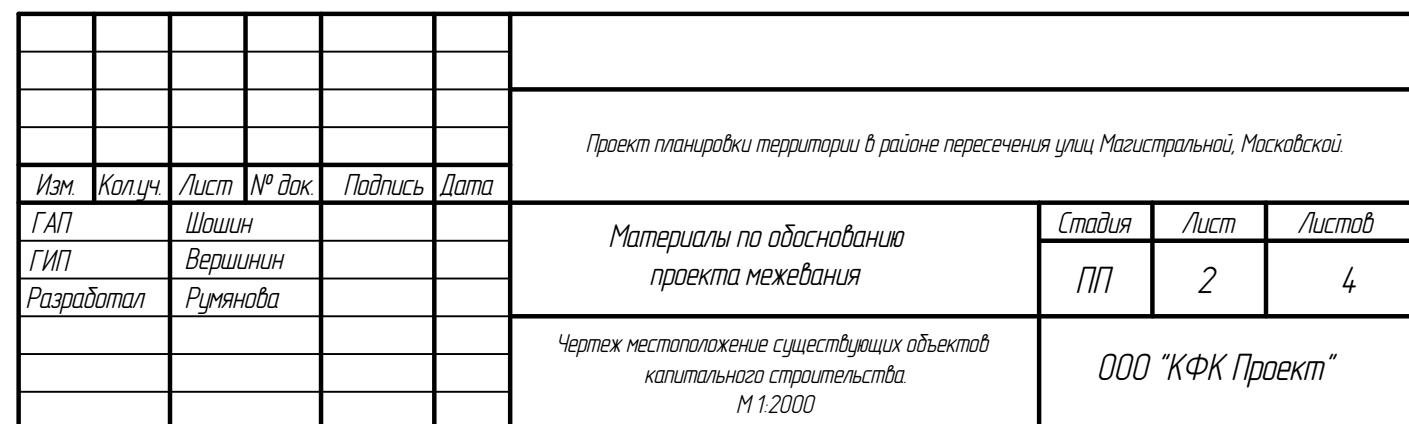 Проект планировки территории в районе пересечения улиц Магистральной, Московской.
Изм. Кол.уч. Лист № док. Подпись Дата
ГАП Шошин
ГИП Вершинин
Разработал Румянова
Материалы по обоснованию
проекта межевания
Стадия Лист Листов
ПП 2 4
Чертеж местоположение существующих объектов
капитального строительства.
М 1:2000
ООО "КФК Проект"